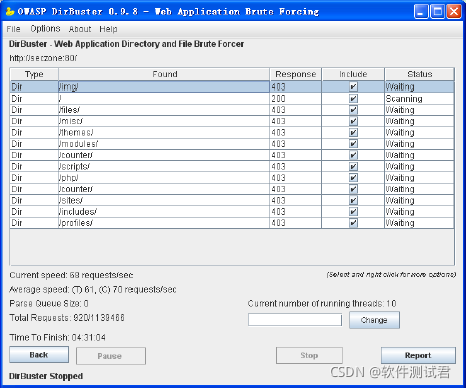 OWASP DirBuster 0.9.8 - Web Application Brute Forcing
File Options About Help
DirBuster - Web Application Directory and File Brute Forcer
http://seczone:80/
Type Found Response Include Status
Dir /img/ 403 Waiting
Dir / 200 Scanning
Dir /files/ 403 Waiting
Dir /misc/ 403 Waiting
Dir /themes/ 403 Waiting
Dir /modules/ 403 Waiting
Dir /counter/ 403 Waiting
Dir /scripts/ 403 Waiting
Dir /php/ 403 Waiting
Dir /counter/ 403 Waiting
Dir /sites/ 403 Waiting
Dir /includes/ 403 Waiting
Dir /profiles/ 403 Waiting
Current speed: 69 requests/sec (Select and right click for more options)
Average speed: (T) 61, (C) 70 requests/sec
Parse Queue Size: 0 Current number of running threads: 10
Total Requests: 920/1139466 Change
Time To Finish: 04:31:04
Back Pause Stop Report
DirBuster Stopped
CSDN @软件测试君